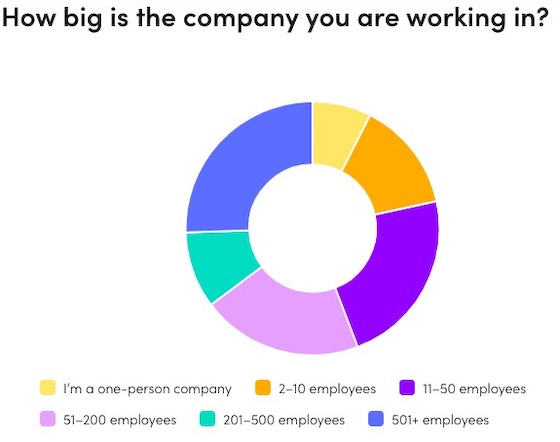 How big is the company you are working in?
I'm a one-person company 2–10 employees 11–50 employees
51–200 employees 201–500 employees 501+ employees